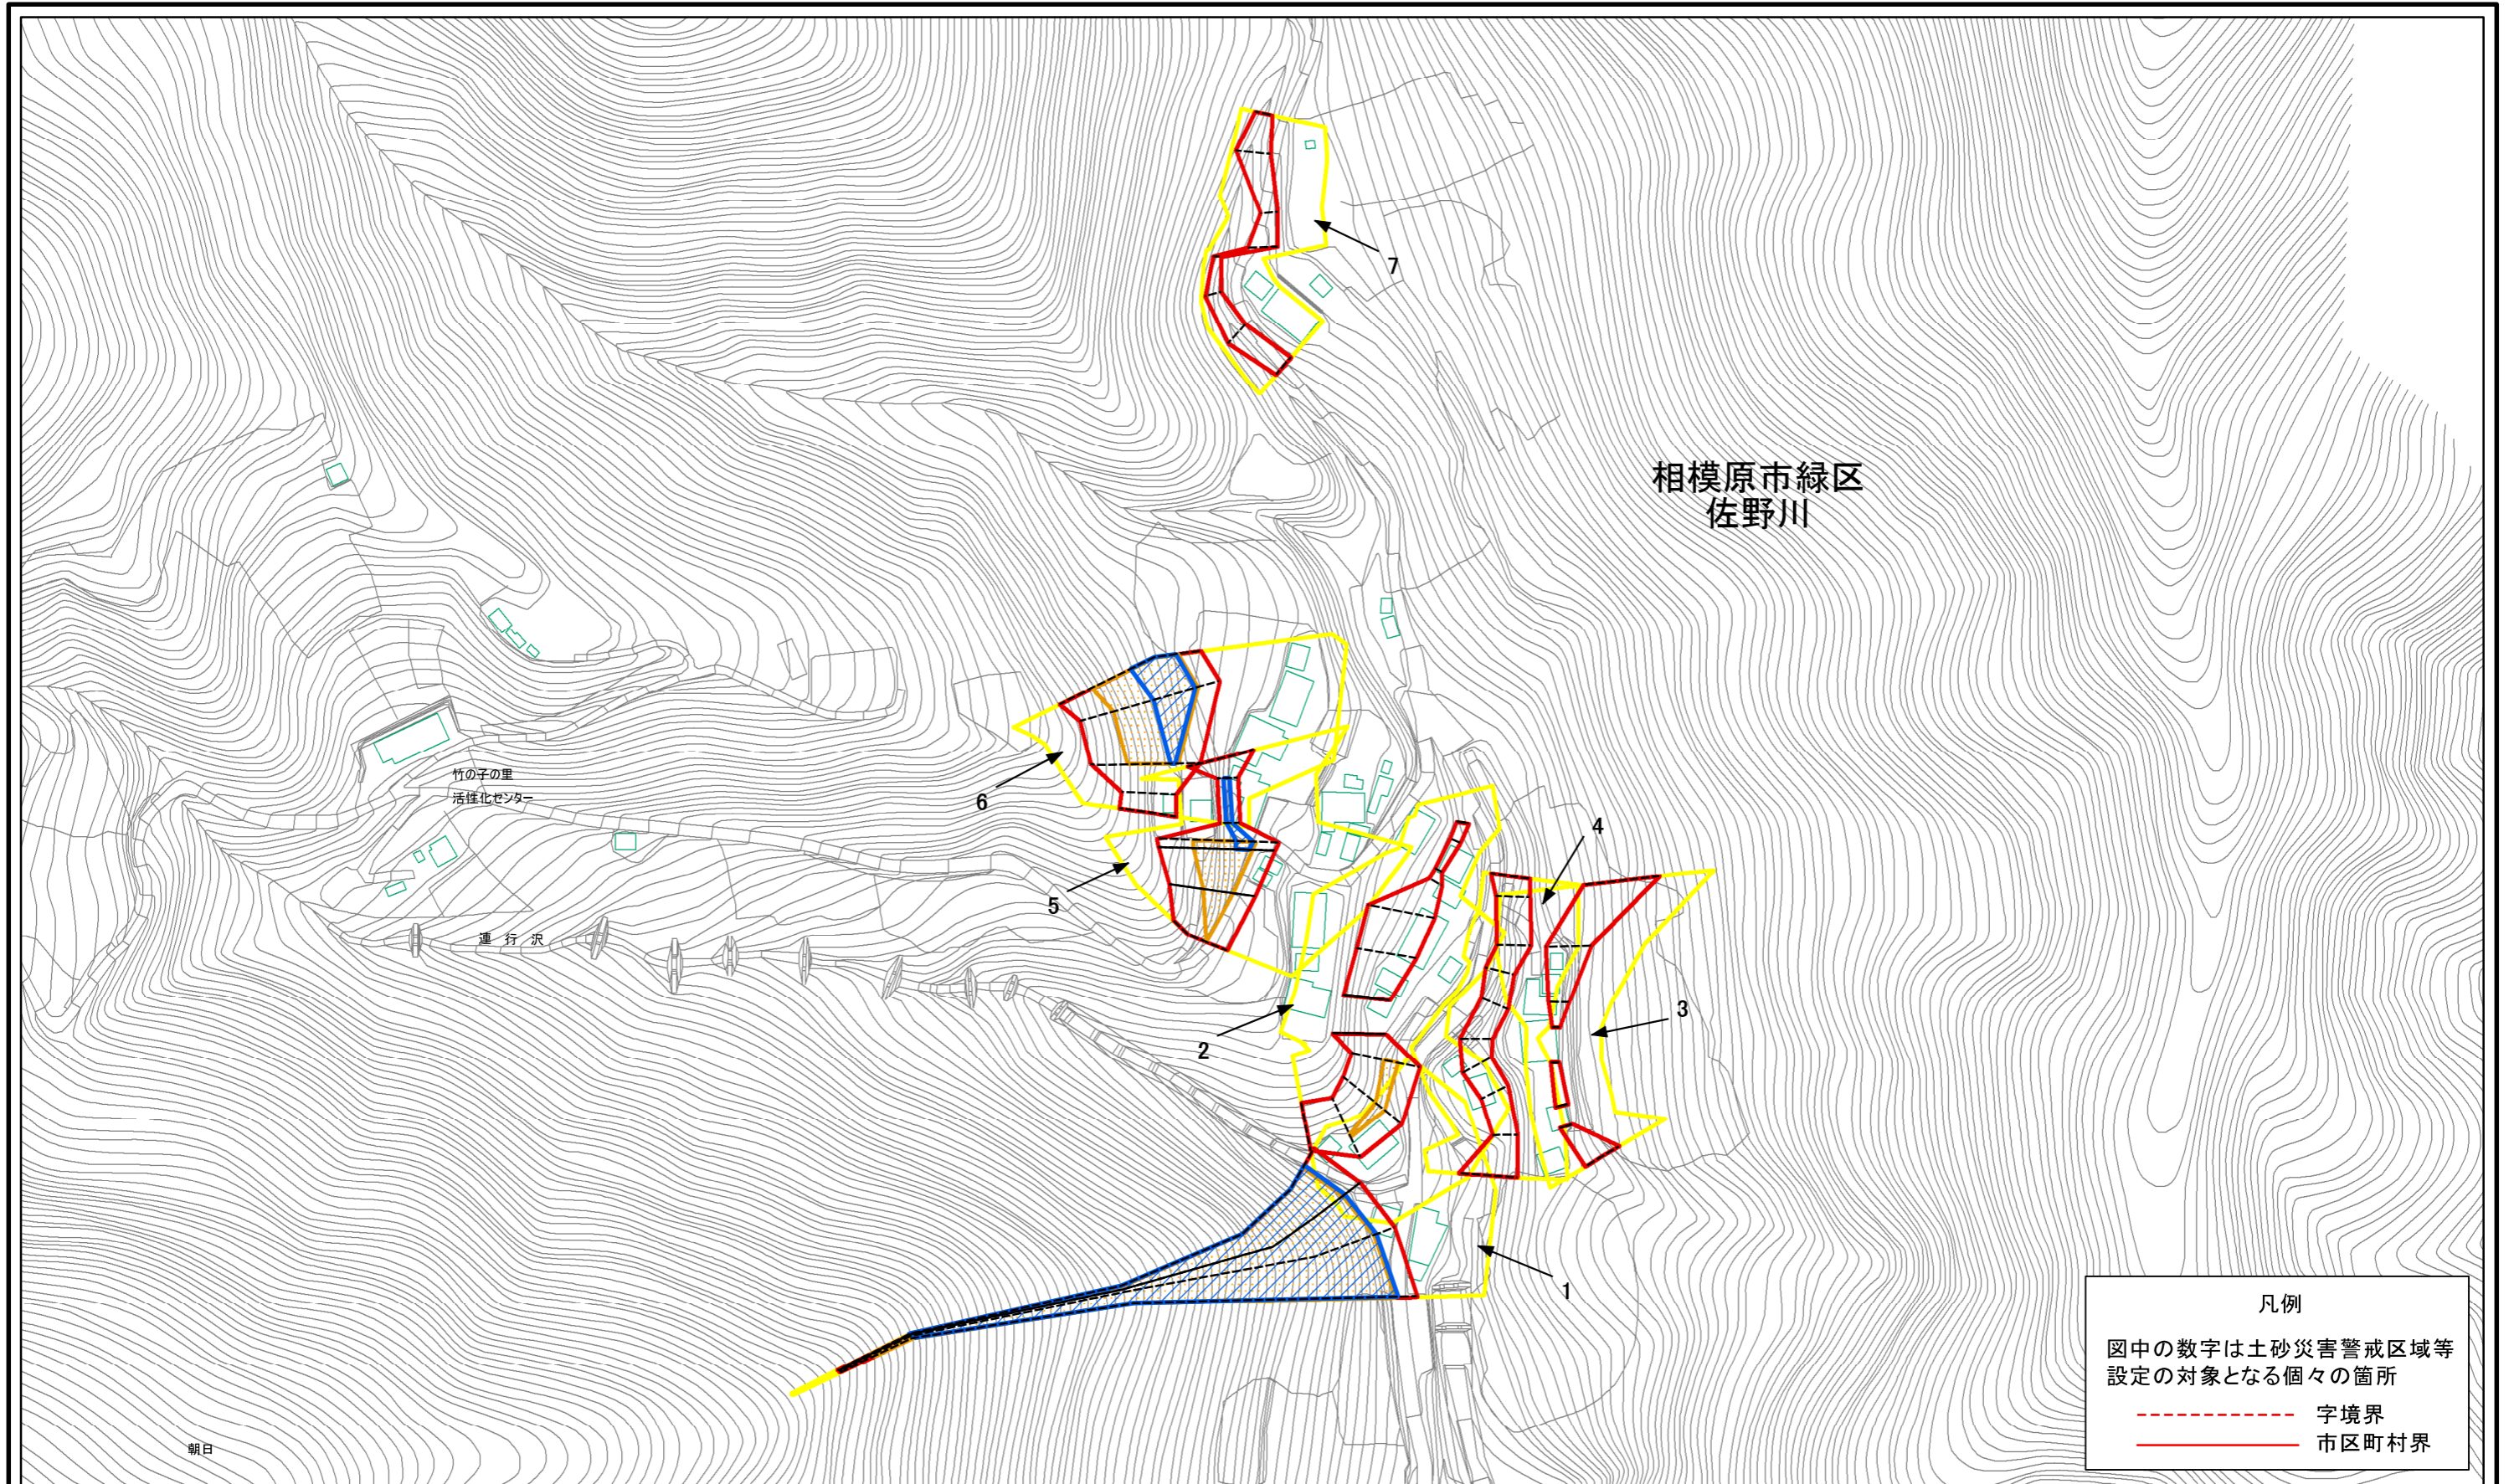 7
相模原市緑区
佐野川
竹の子の里
活性化センター
6
4
5
連行沢
3
2
1
凡例
図中の数字は土砂災害警戒区域等
設定の対象となる個々の箇所
字境界
市区町村界
朝日